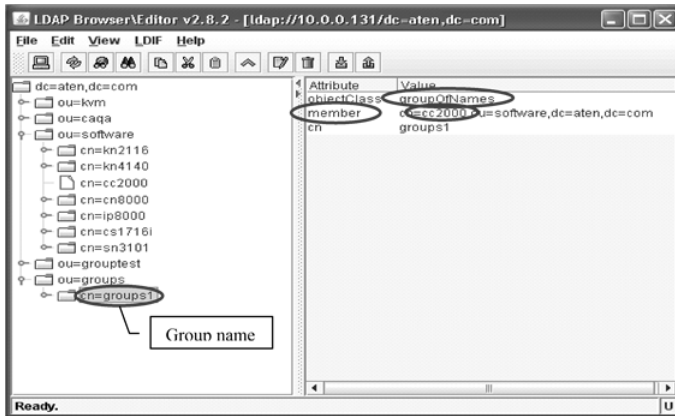 LDAP Browser\Editor v2.8.2 - [ldap://10.0.0.131/dc=aten,dc=com]
File Edit View LDIF Help
dc=aten,dc=com
ou=kvm
ou=caqa
ou=software
cn=kn2116
cn=kn4140
cn=cc2000
cn=cn8000
cn=ip8000
cn=cs1716i
cn=sn3101
ou=grouptest
ou=groups
cn=groups1
Group name
Attribute Value
objectClass groupOfNames
member cn=cc2000,ou=software,dc=aten,dc=com
cn groups1
Ready.
U